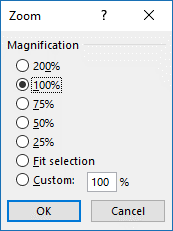 Zoom
Magnification
200%
100%
75%
50%
25%
Fit selection
Custom: 100 %
OK Cancel